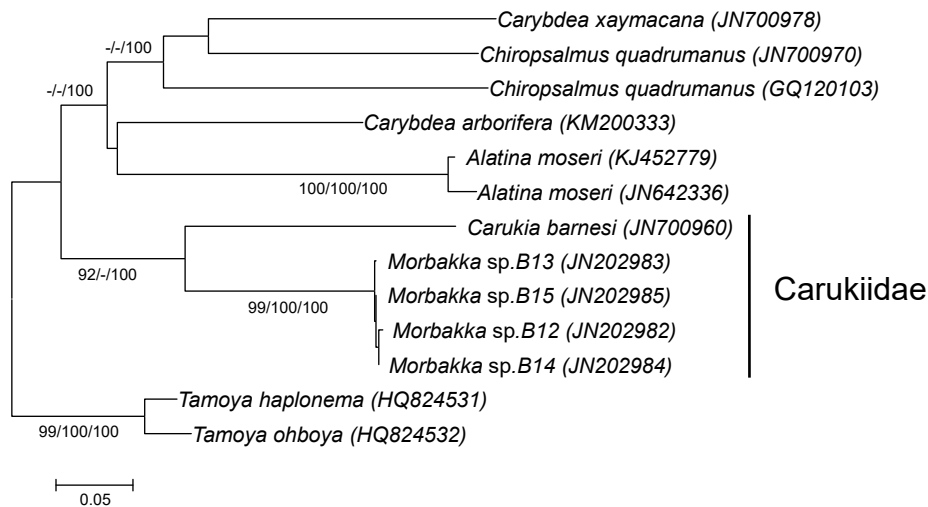 Carybdea xaymacana (JN700978)
-/-/100
Chiropsalmus quadrumanus (JN700970)
-/-/100
Chiropsalmus quadrumanus (GQ120103)
Carybdea arborifera (KM200333)
Alatina moseri (KJ452779)
100/100/100
Alatina moseri (JN642336)
Carukia barnesi (JN700960)
92/-/100
Morbakka sp.B13 (JN202983)
Carukiidae
99/100/100
Morbakka sp.B15 (JN202985)
Morbakka sp.B12 (JN202982)
Morbakka sp.B14 (JN202984)
Tamoya haplonema (HQ824531)
99/100/100
Tamoya ohboya (HQ824532)
0.05